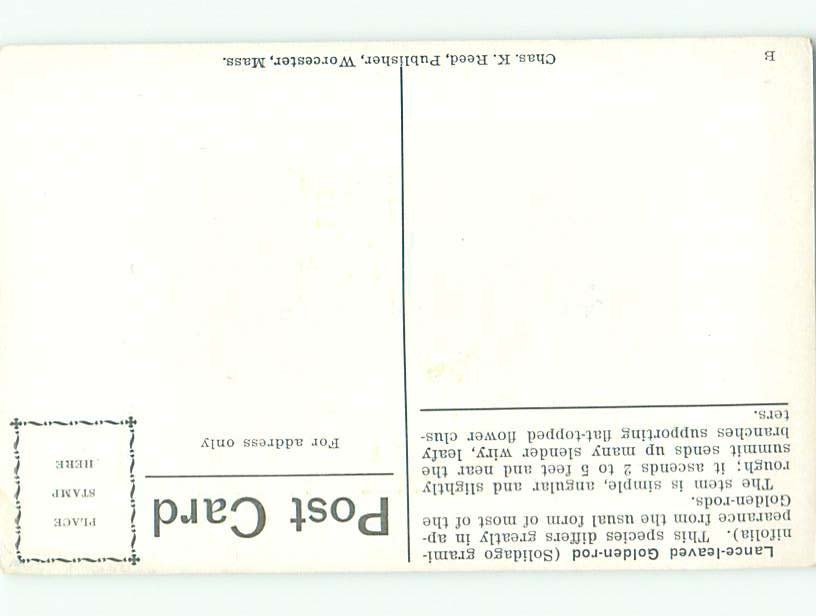 Lance-leaved Golden-rod (Solidago grami-
nifolia). This species differs greatly in ap-
pearance from the usual form of most of the
Golden-rods.
The stem is simple, angular and slightly
rough; it ascends 2 to 5 feet and near the
summit sends up many slender wiry, leafy
branches supporting flat-topped flower clus-
ters.
Post Card
For address only
PLACE
STAMP
HERE
E
Chas. K. Reed, Publisher, Worcester, Mass.